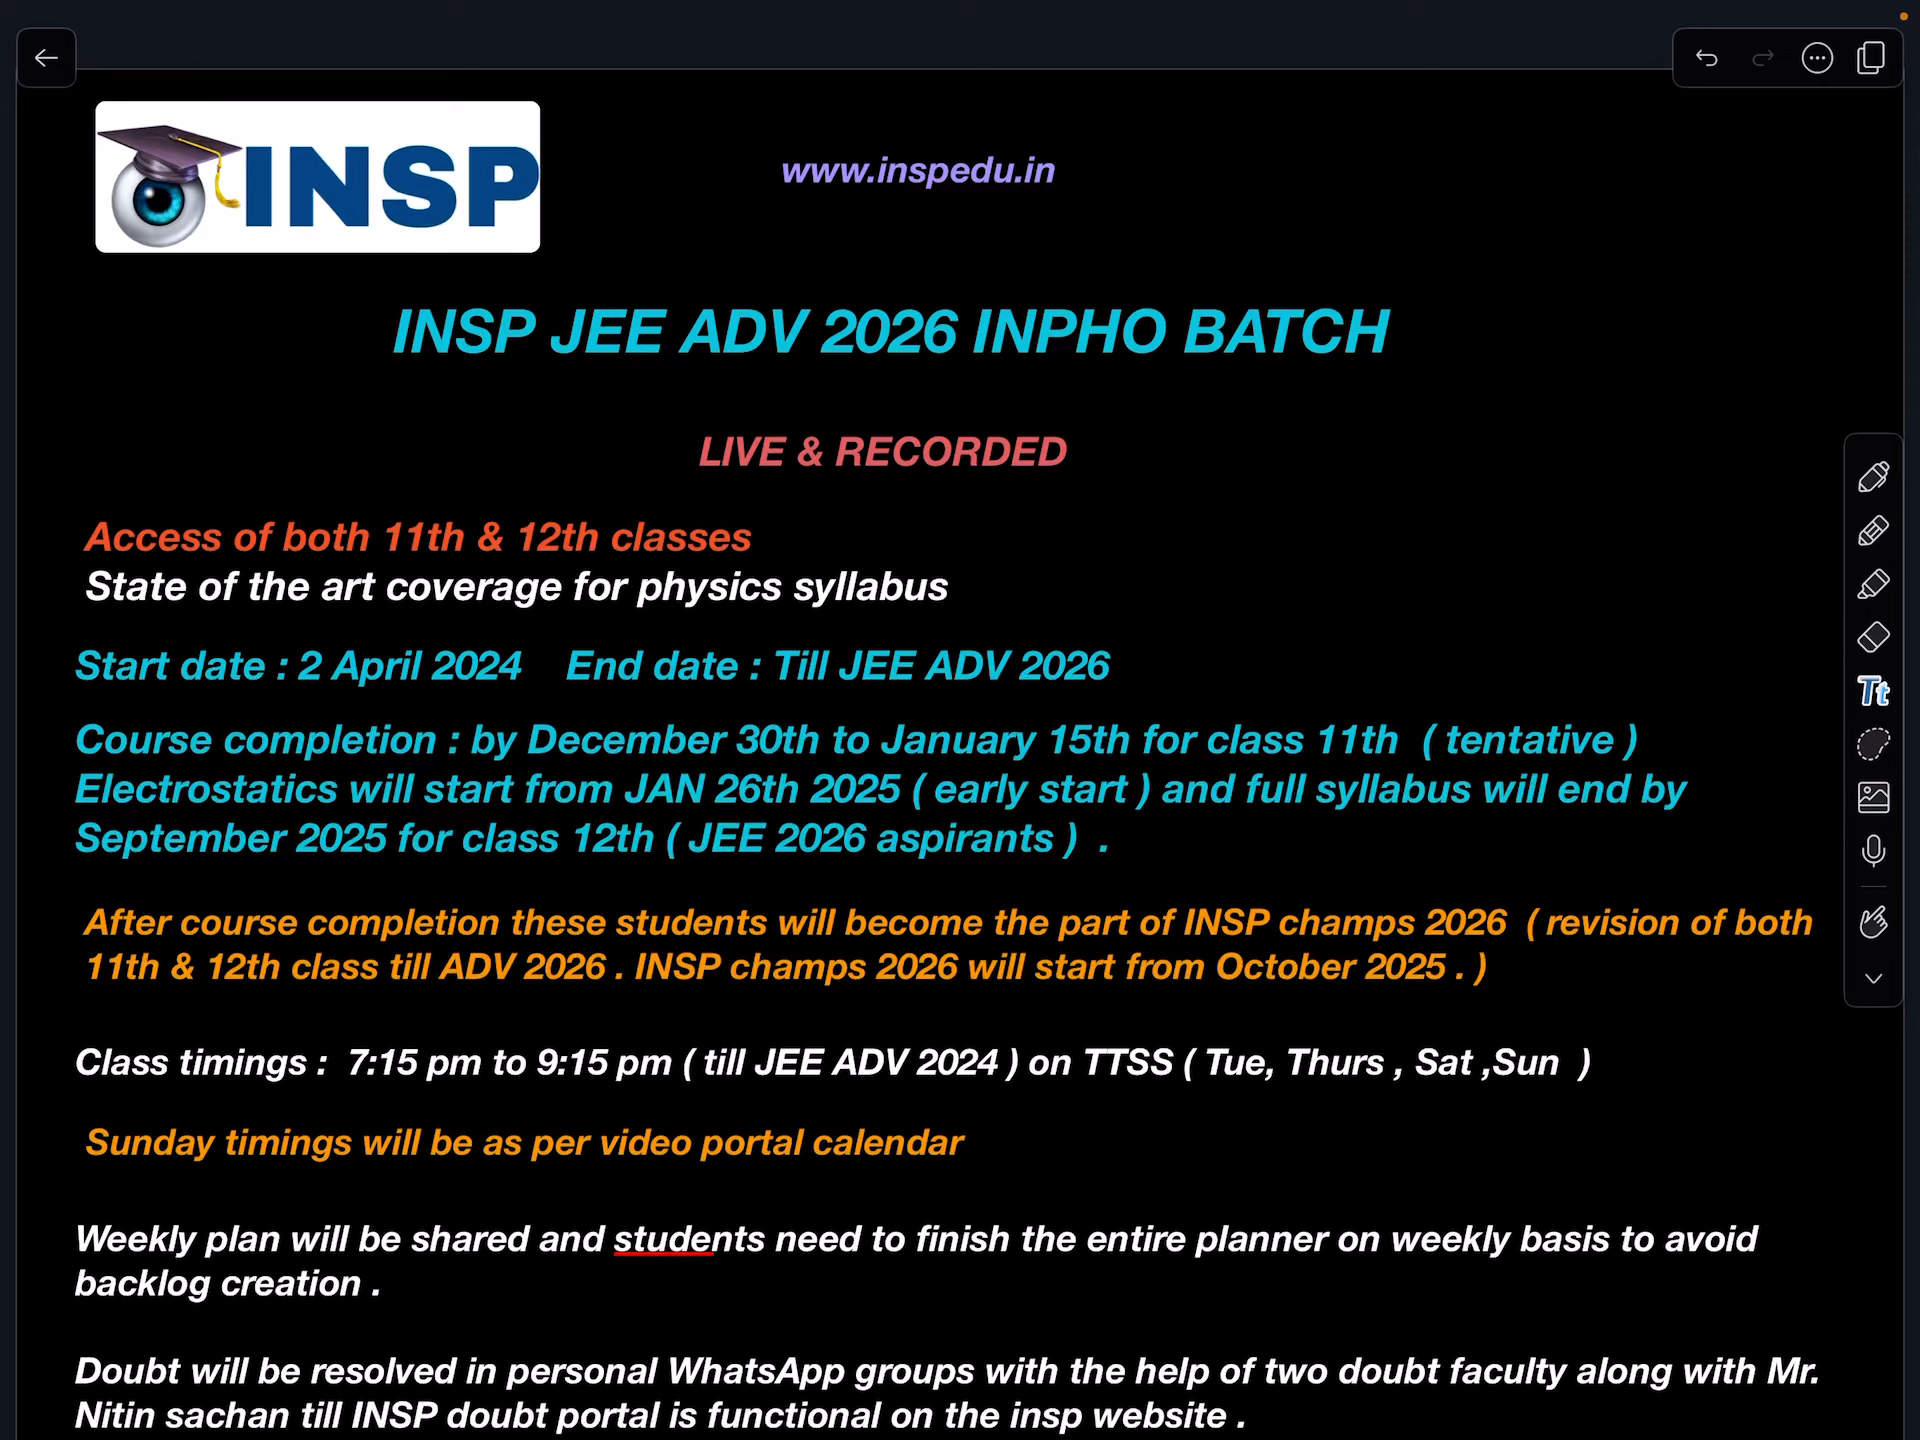 INSP
www.inspedu.in
INSP JEE ADV 2026 INPHO BATCH
LIVE & RECORDED
Access of both 11th & 12th classes
State of the art coverage for physics syllabus
Start date : 2 April 2024 End date : Till JEE ADV 2026
Course completion : by December 30th to January 15th for class 11th ( tentative )
Electrostatics will start from JAN 26th 2025 ( early start ) and full syllabus will end by
September 2025 for class 12th ( JEE 2026 aspirants ) .
After course completion these students will become the part of INSP champs 2026 ( revision of both
11th & 12th class till ADV 2026 . INSP champs 2026 will start from October 2025 . )
Class timings : 7:15 pm to 9:15 pm ( till JEE ADV 2024 ) on TTSS ( Tue, Thurs , Sat ,Sun )
Sunday timings will be as per video portal calendar
Weekly plan will be shared and students need to finish the entire planner on weekly basis to avoid
backlog creation .
Doubt will be resolved in personal WhatsApp groups with the help of two doubt faculty along with Mr.
Nitin sachan till INSP doubt portal is functional on the insp website .
Tt